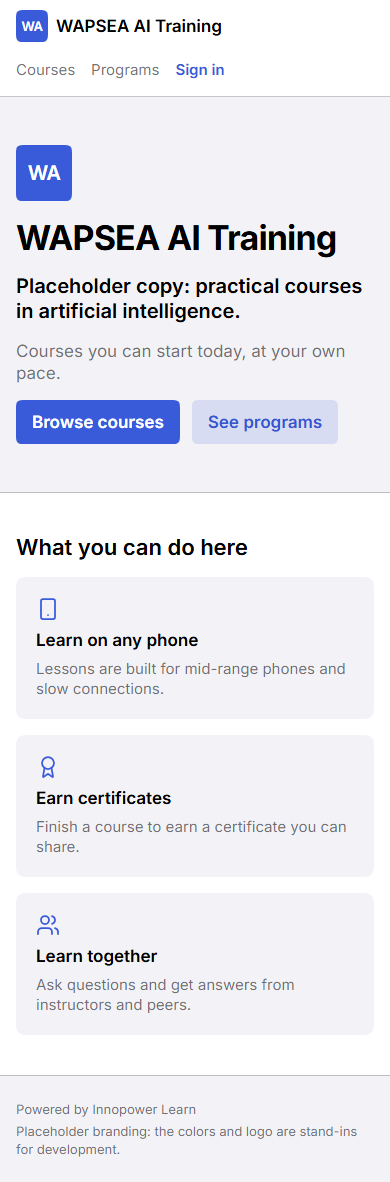 WA WAPSEA AI Training
Courses Programs Sign in
WA
WAPSEA AI Training
Placeholder copy: practical courses
in artificial intelligence.
Courses you can start today, at your own
pace.
Browse courses See programs
What you can do here
Learn on any phone
Lessons are built for mid-range phones and
slow connections.
Earn certificates
Finish a course to earn a certificate you can
share.
Learn together
Ask questions and get answers from
instructors and peers.
Powered by Innopower Learn
Placeholder branding: the colors and logo are stand-ins
for development.